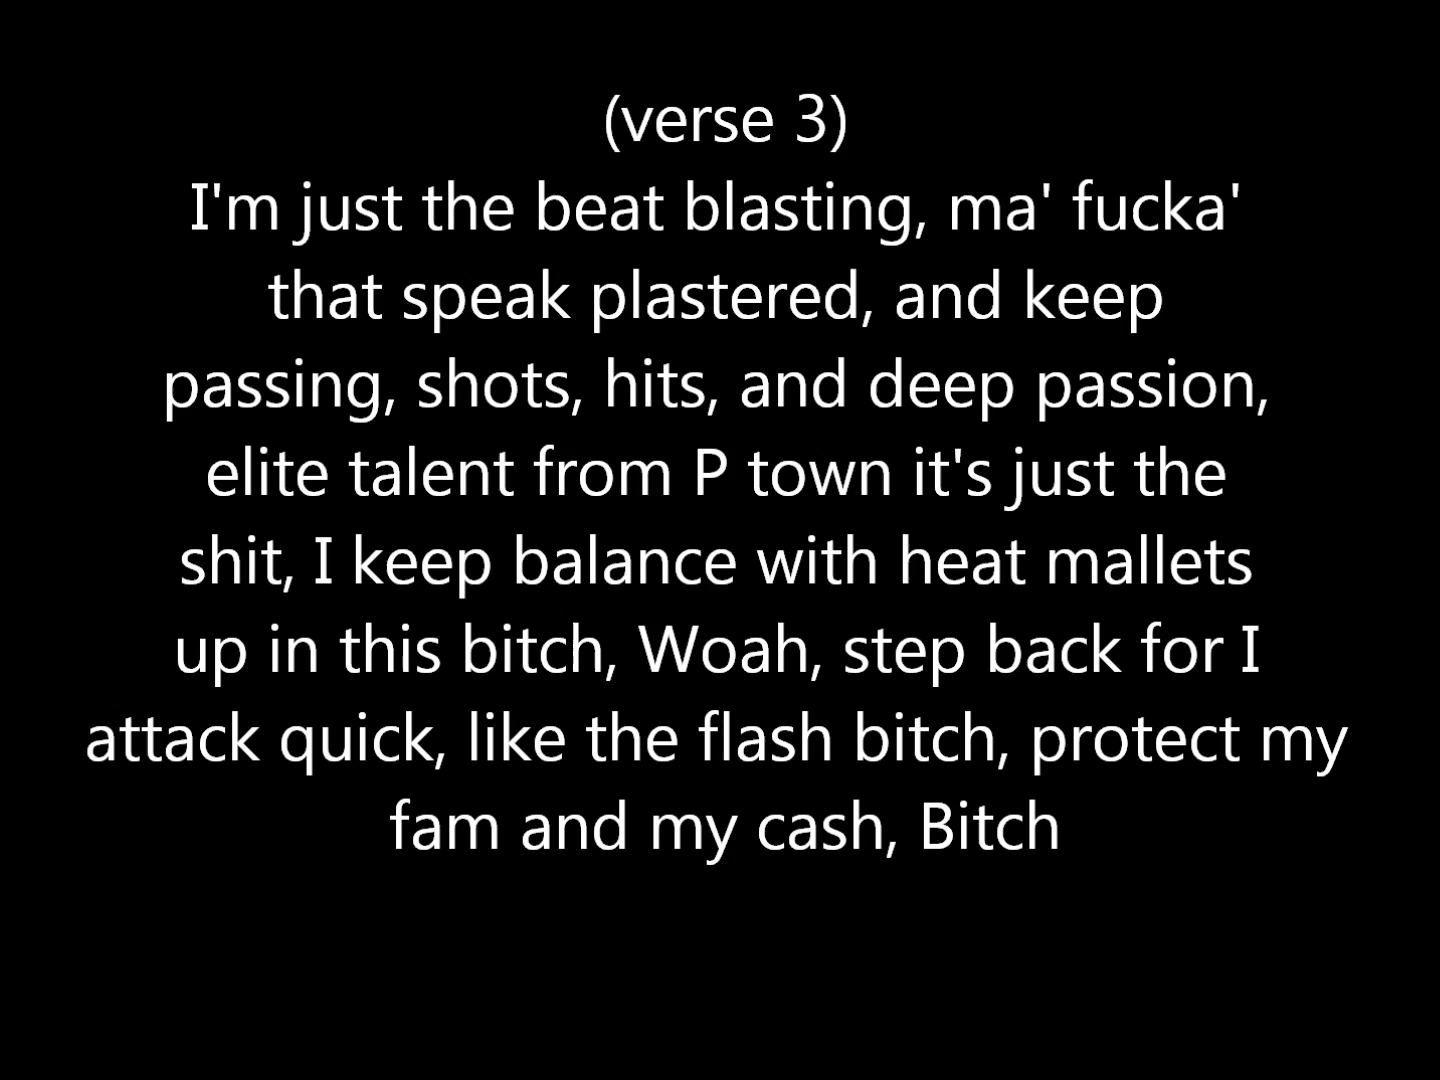 (verse 3)
I'm just the beat blasting, ma' fucka'
that speak plastered, and keep
passing, shots, hits, and deep passion,
elite talent from P town it's just the
shit, I keep balance with heat mallets
up in this bitch, Woah, step back for I
attack quick, like the flash bitch, protect my
fam and my cash, Bitch